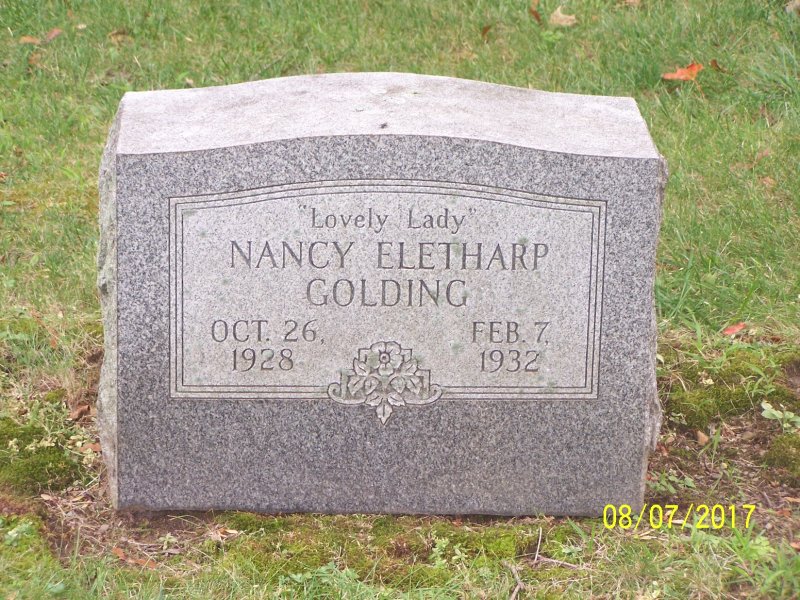 "Lovely Lady"
NANCY ELETHARP
GOLDING
OCT. 26, FEB. 7,
1928 1932
08/07/2017